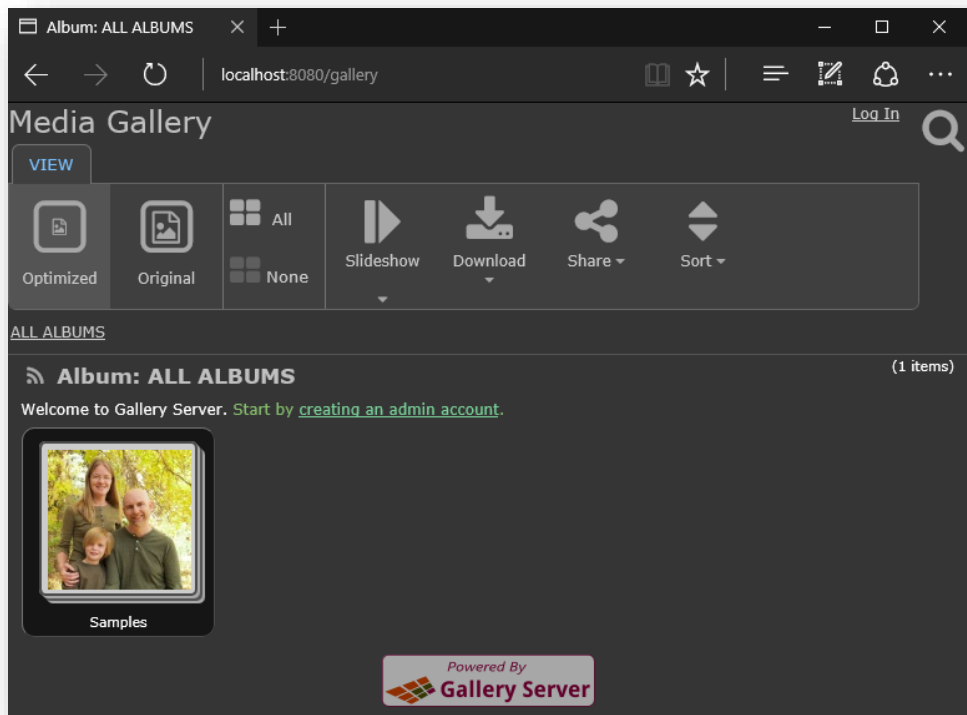 Album: ALL ALBUMS
localhost:8080/gallery
Media Gallery
Log In
VIEW
Optimized
Original
All
None
Slideshow
Download
Share
Sort
ALL ALBUMS
Album: ALL ALBUMS
(1 items)
Welcome to Gallery Server. Start by creating an admin account.
Samples
Powered By
Gallery Server